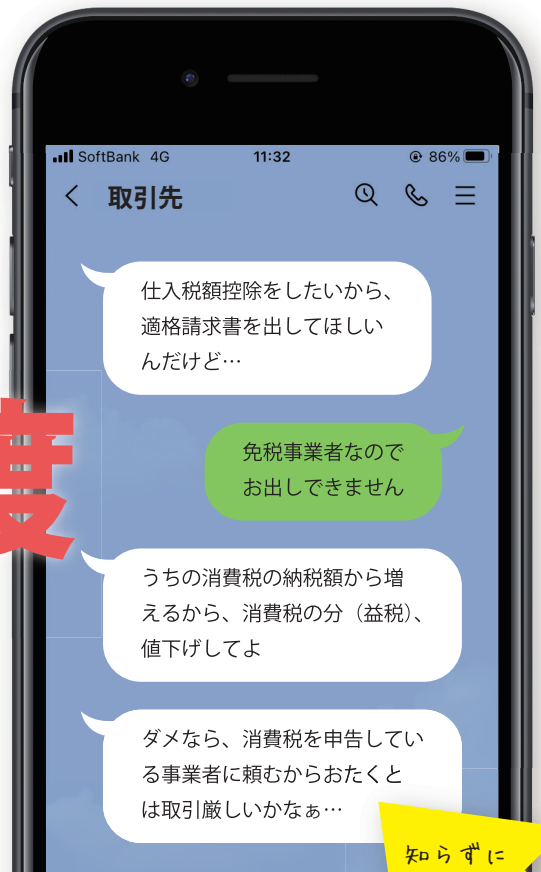 SoftBank 4G 11:32 86%
取引先
仕入税額控除をしたいから、
適格請求書を出してほしい
んだけど…
免税事業者なので
お出しできません
うちの消費税の納税額から増
えるから、消費税の分（益税）、
値下げしてよ
ダメなら、消費税を申告してい
る事業者に頼むからおたくと
は取引厳しいかなぁ…
度
知らずに